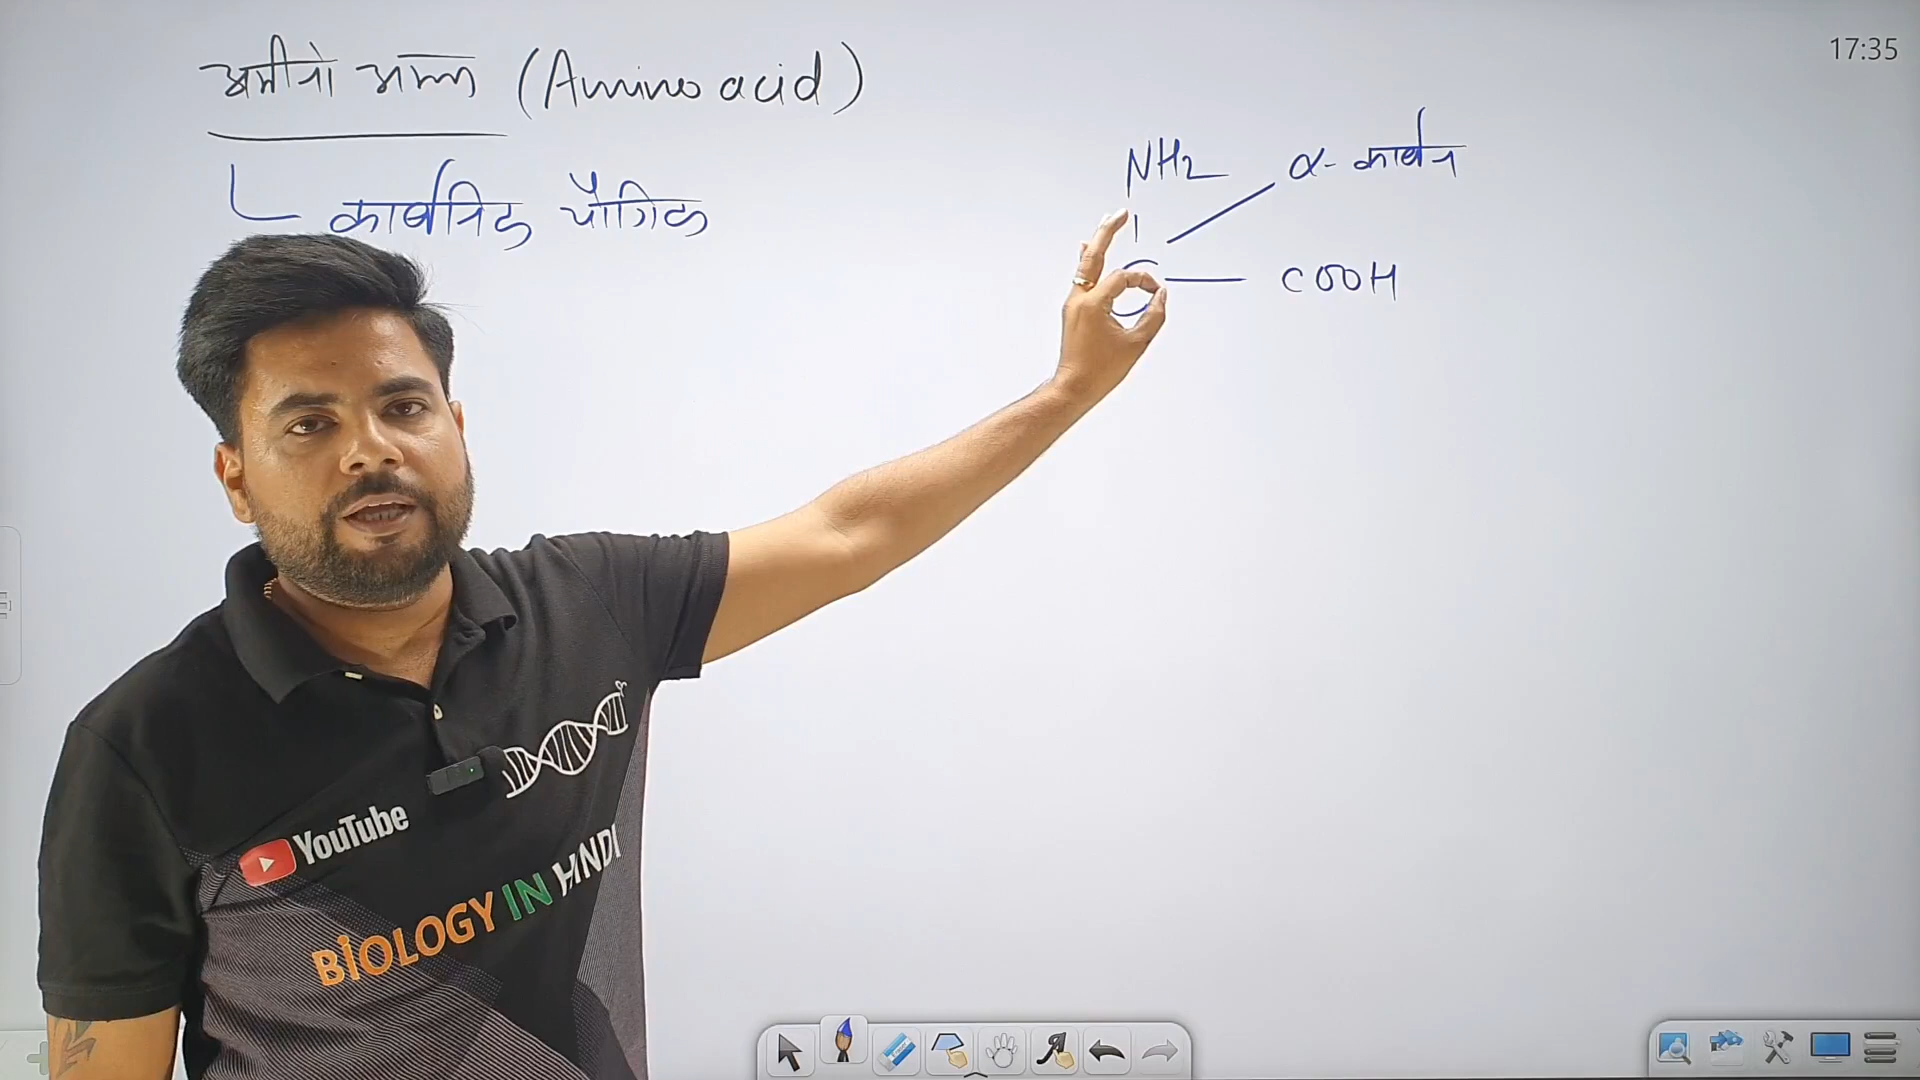 अमीनो अम्ल (Amino acid)
कार्बनिक यौगिक
17:35
NH2
α- कार्बन
C
COOH
YouTube
BIOLOGY IN HINDI